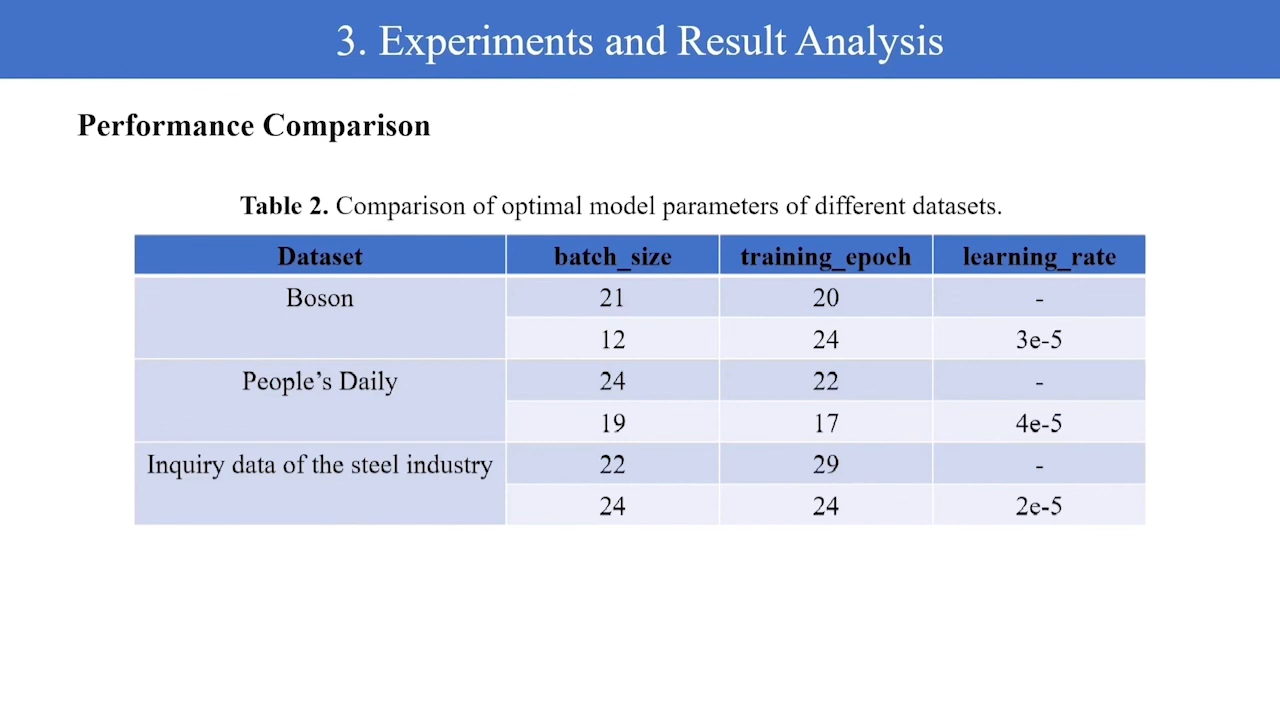 3. Experiments and Result Analysis
Performance Comparison
Table 2. Comparison of optimal model parameters of different datasets.
Dataset batch_size training_epoch learning_rate
Boson 21 20 -
12 24 3e-5
People’s Daily 24 22 -
19 17 4e-5
Inquiry data of the steel industry 22 29 -
24 24 2e-5